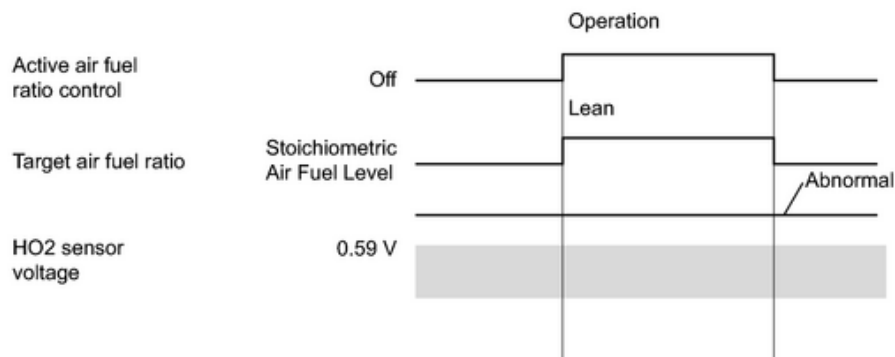 Operation
Active air fuel
ratio control
Off
Lean
Target air fuel ratio
Stoichiometric
Air Fuel Level
Abnormal
HO2 sensor
voltage
0.59 V